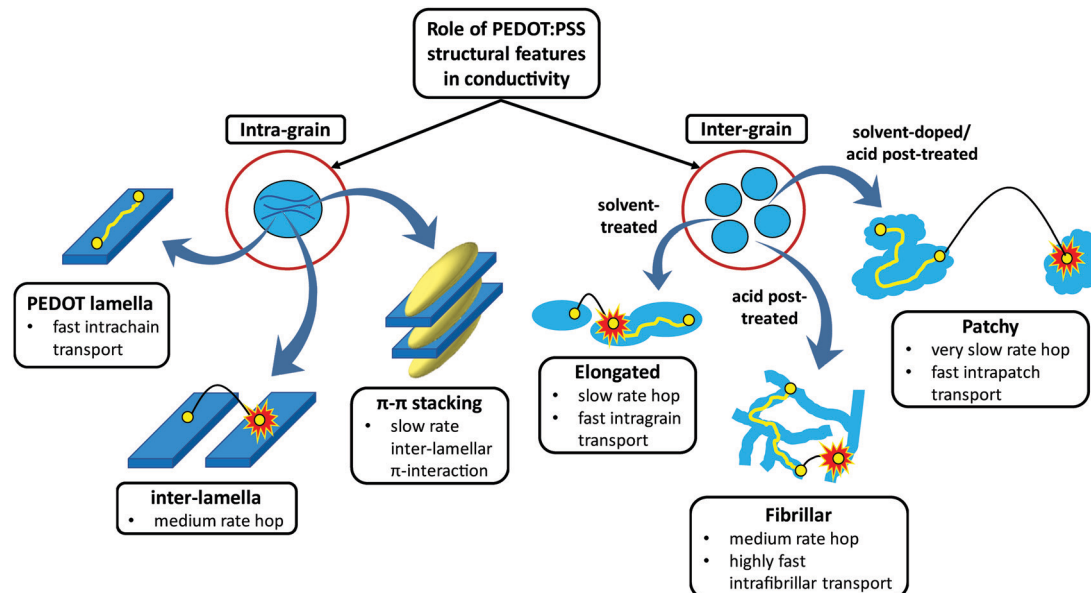 Role of PEDOT:PSS
structural features
in conductivity
Intra-grain
Inter-grain
solvent-doped/
acid post-treated
solvent-
treated
acid post-
treated
PEDOT lamella
• fast intrachain
transport
inter-lamella
• medium rate hop
π-π stacking
• slow rate
inter-lamellar
π-interaction
Elongated
• slow rate hop
• fast intragrain
transport
Fibrillar
• medium rate hop
• highly fast
intrafibrillar transport
Patchy
• very slow rate hop
• fast intrapatch
transport